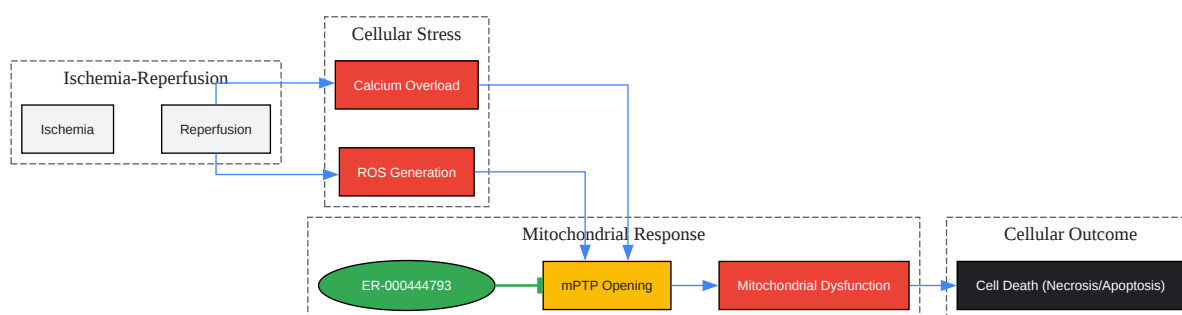 Cellular Stress
Ischemia-Reperfusion
Calcium Overload
Ischemia
Reperfusion
ROS Generation
Mitochondrial Response
Cellular Outcome
ER-000444793
mPTP Opening
Mitochondrial Dysfunction
Cell Death (Necrosis/Apoptosis)